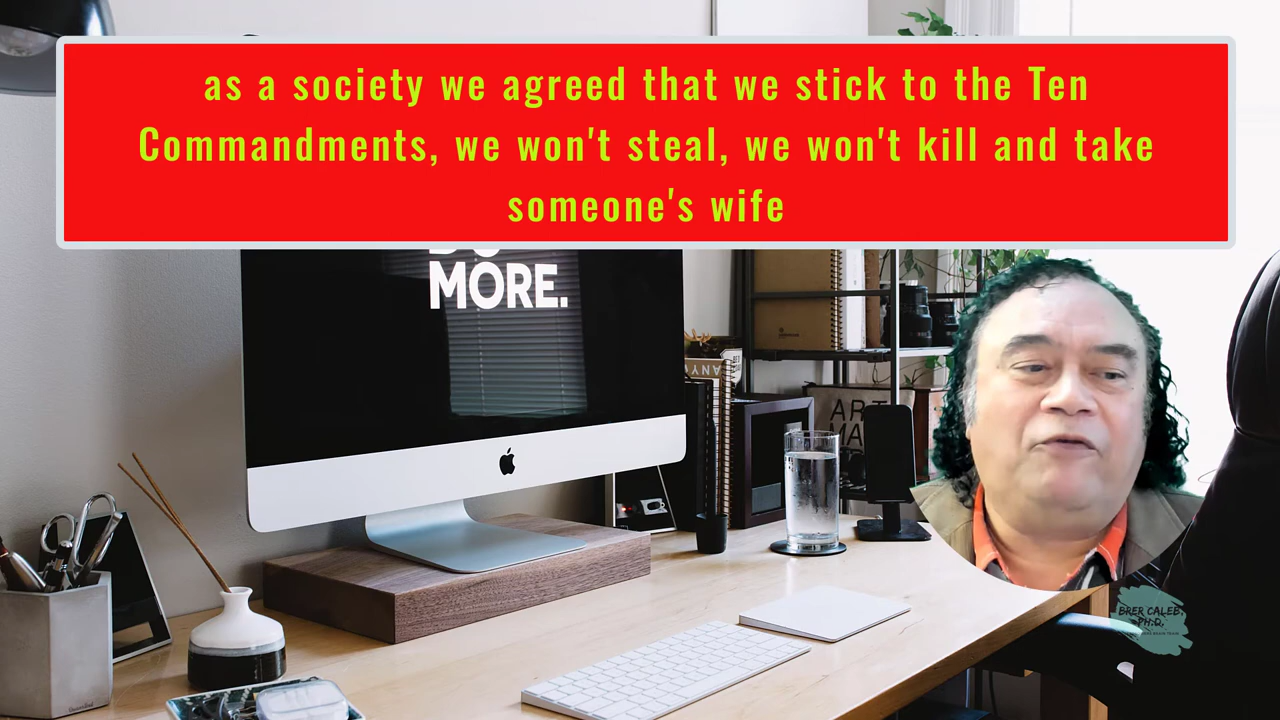 as a society we agreed that we stick to the Ten
Commandments, we won't steal, we won't kill and take
someone's wife
MORE.
ART
BRER CALEB,
PH.D.